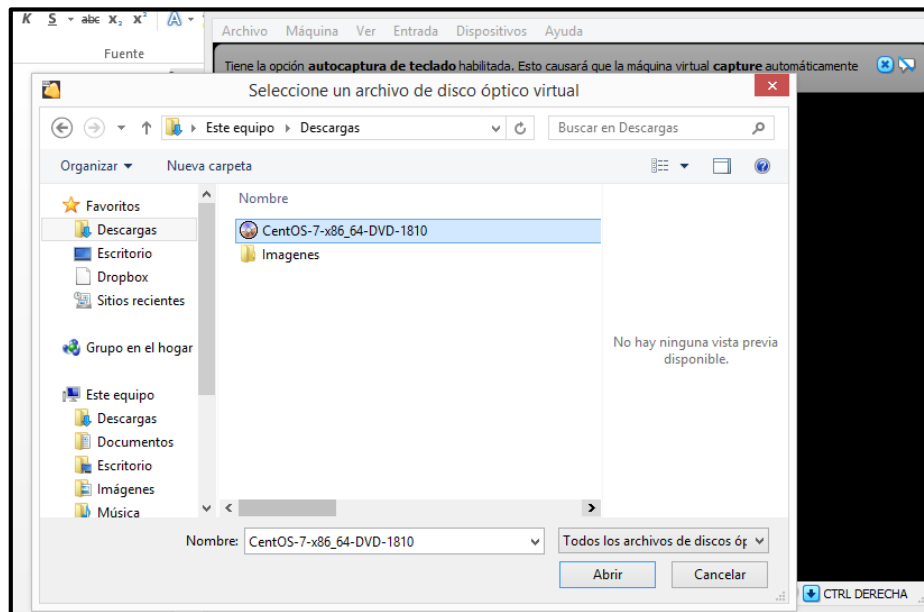 K S abc X₂ X² A
Fuente
Archivo Máquina Ver Entrada Dispositivos Ayuda
Tiene la opción autocaptura de teclado habilitada. Esto causará que la máquina virtual capture automáticamente
Seleccione un archivo de disco óptico virtual
Este equipo Descargas
Buscar en Descargas
Organizar Nueva carpeta
Nombre
Favoritos
Descargas
Escritorio
Dropbox
Sitios recientes
Grupo en el hogar
Este equipo
Descargas
Documentos
Escritorio
Imágenes
Música
CentOS-7-x86_64-DVD-1810
Imagenes
No hay ninguna vista previa
disponible.
Nombre: CentOS-7-x86_64-DVD-1810
Todos los archivos de discos óp
Abrir Cancelar
CTRL DERECHA